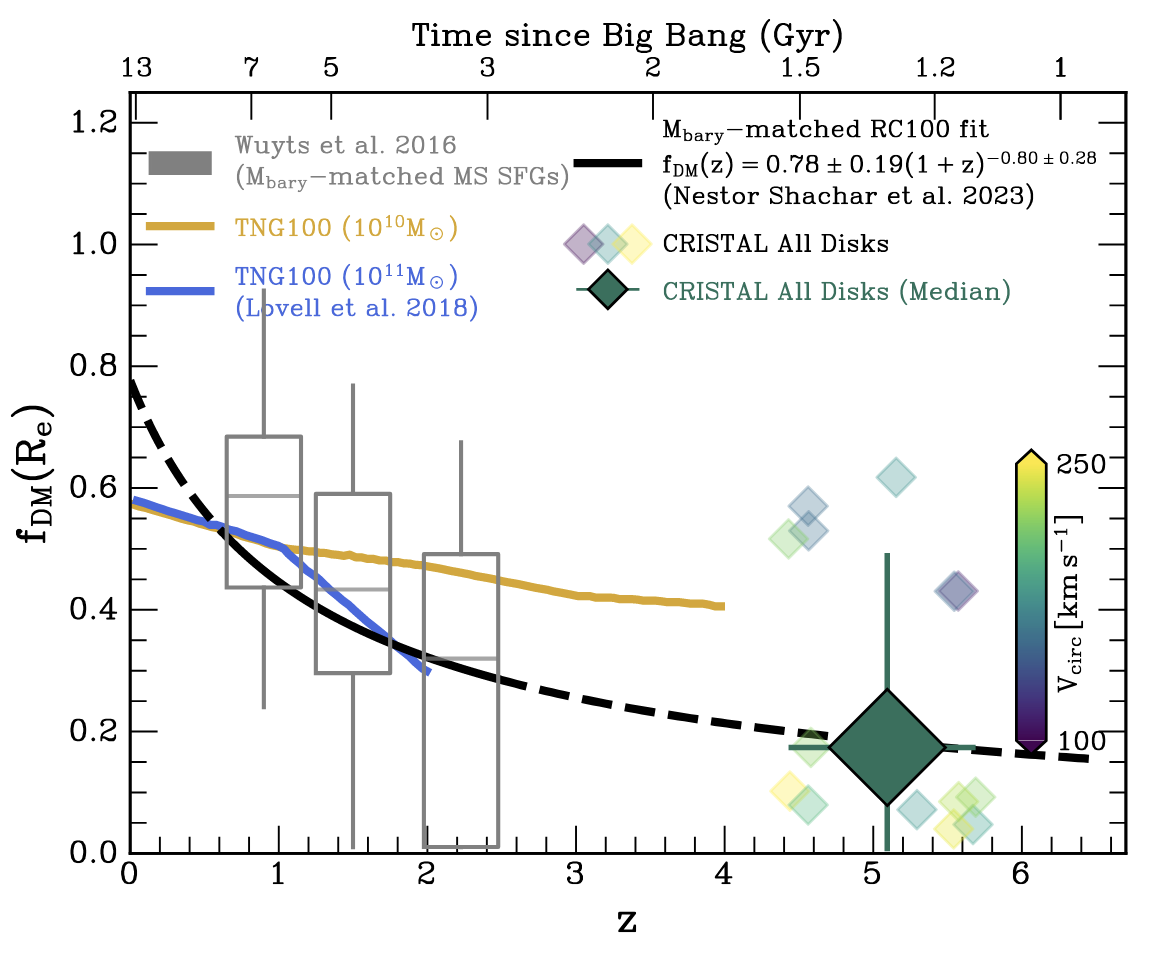 Time since Big Bang (Gyr)
13 7 5 3 2 1.5 1.2 1
Wuyts et al. 2016
(M_bary−matched MS SFGs)
TNG100 (10^10M_⊙)
TNG100 (10^11M_⊙)
(Lovell et al. 2018)
M_bary−matched RC100 fit
f_DM(z) = 0.78 ± 0.19(1 + z)^−0.80 ± 0.28
(Nestor Shachar et al. 2023)
CRISTAL All Disks
CRISTAL All Disks (Median)
f_DM(R_e)
1.2
1.0
0.8
0.6
0.4
0.2
0.0
250
V_circ [km s^−1]
100
0 1 2 3 4 5 6
z